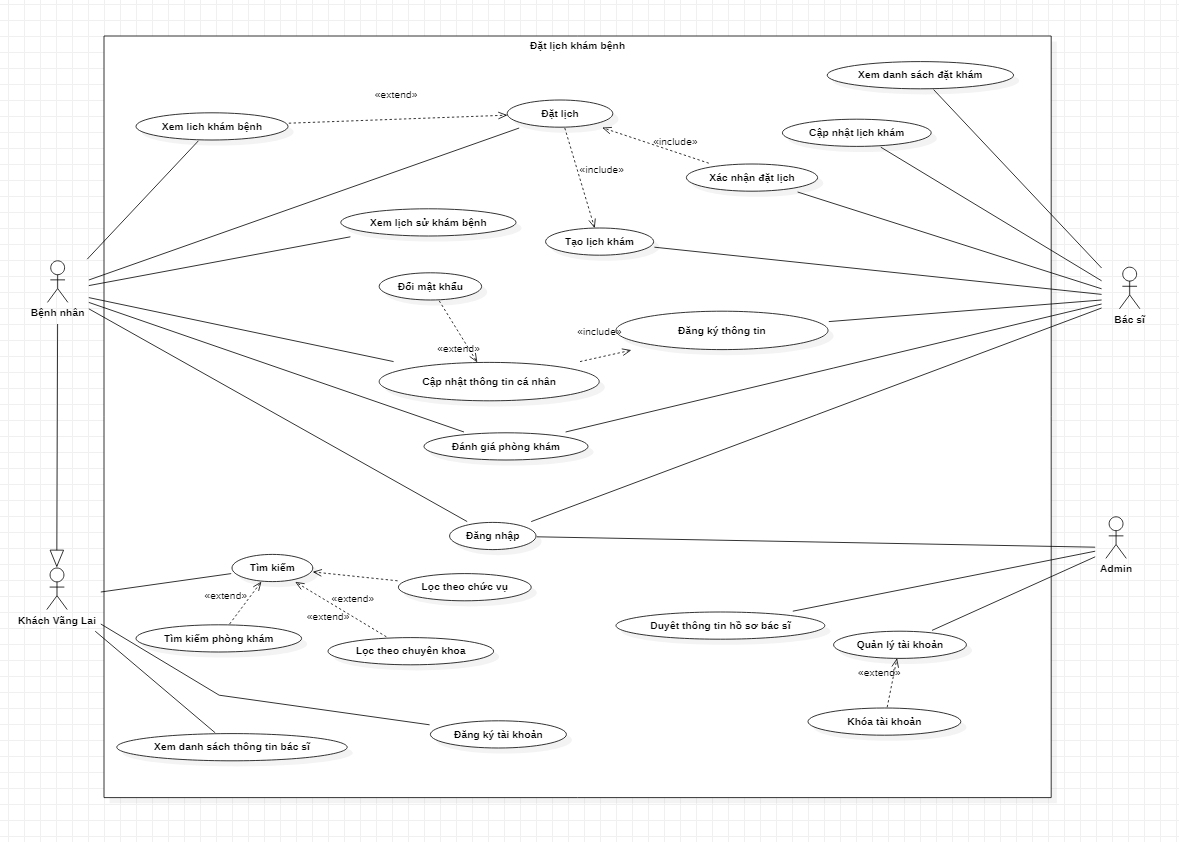 Đặt lịch khám bệnh
Xem danh sách đặt khám
«extend»
Đặt lịch
Xem lich khám bệnh
Cập nhật lịch khám
«include»
«include»
Xác nhận đặt lịch
Xem lịch sử khám bệnh
Tạo lịch khám
Đổi mật khẩu
Bệnh nhân
Bác sĩ
«include»
Đăng ký thông tin
«extend»
Cập nhật thông tin cá nhân
Đánh giá phòng khám
Đăng nhập
Tìm kiếm
Admin
Lọc theo chức vụ
«extend»
«extend»
«extend»
Khách Vãng Lai
Duyệt thông tin hồ sơ bác sĩ
Tìm kiếm phòng khám
Quản lý tài khoản
Lọc theo chuyên khoa
«extend»
Khóa tài khoản
Đăng ký tài khoản
Xem danh sách thông tin bác sĩ